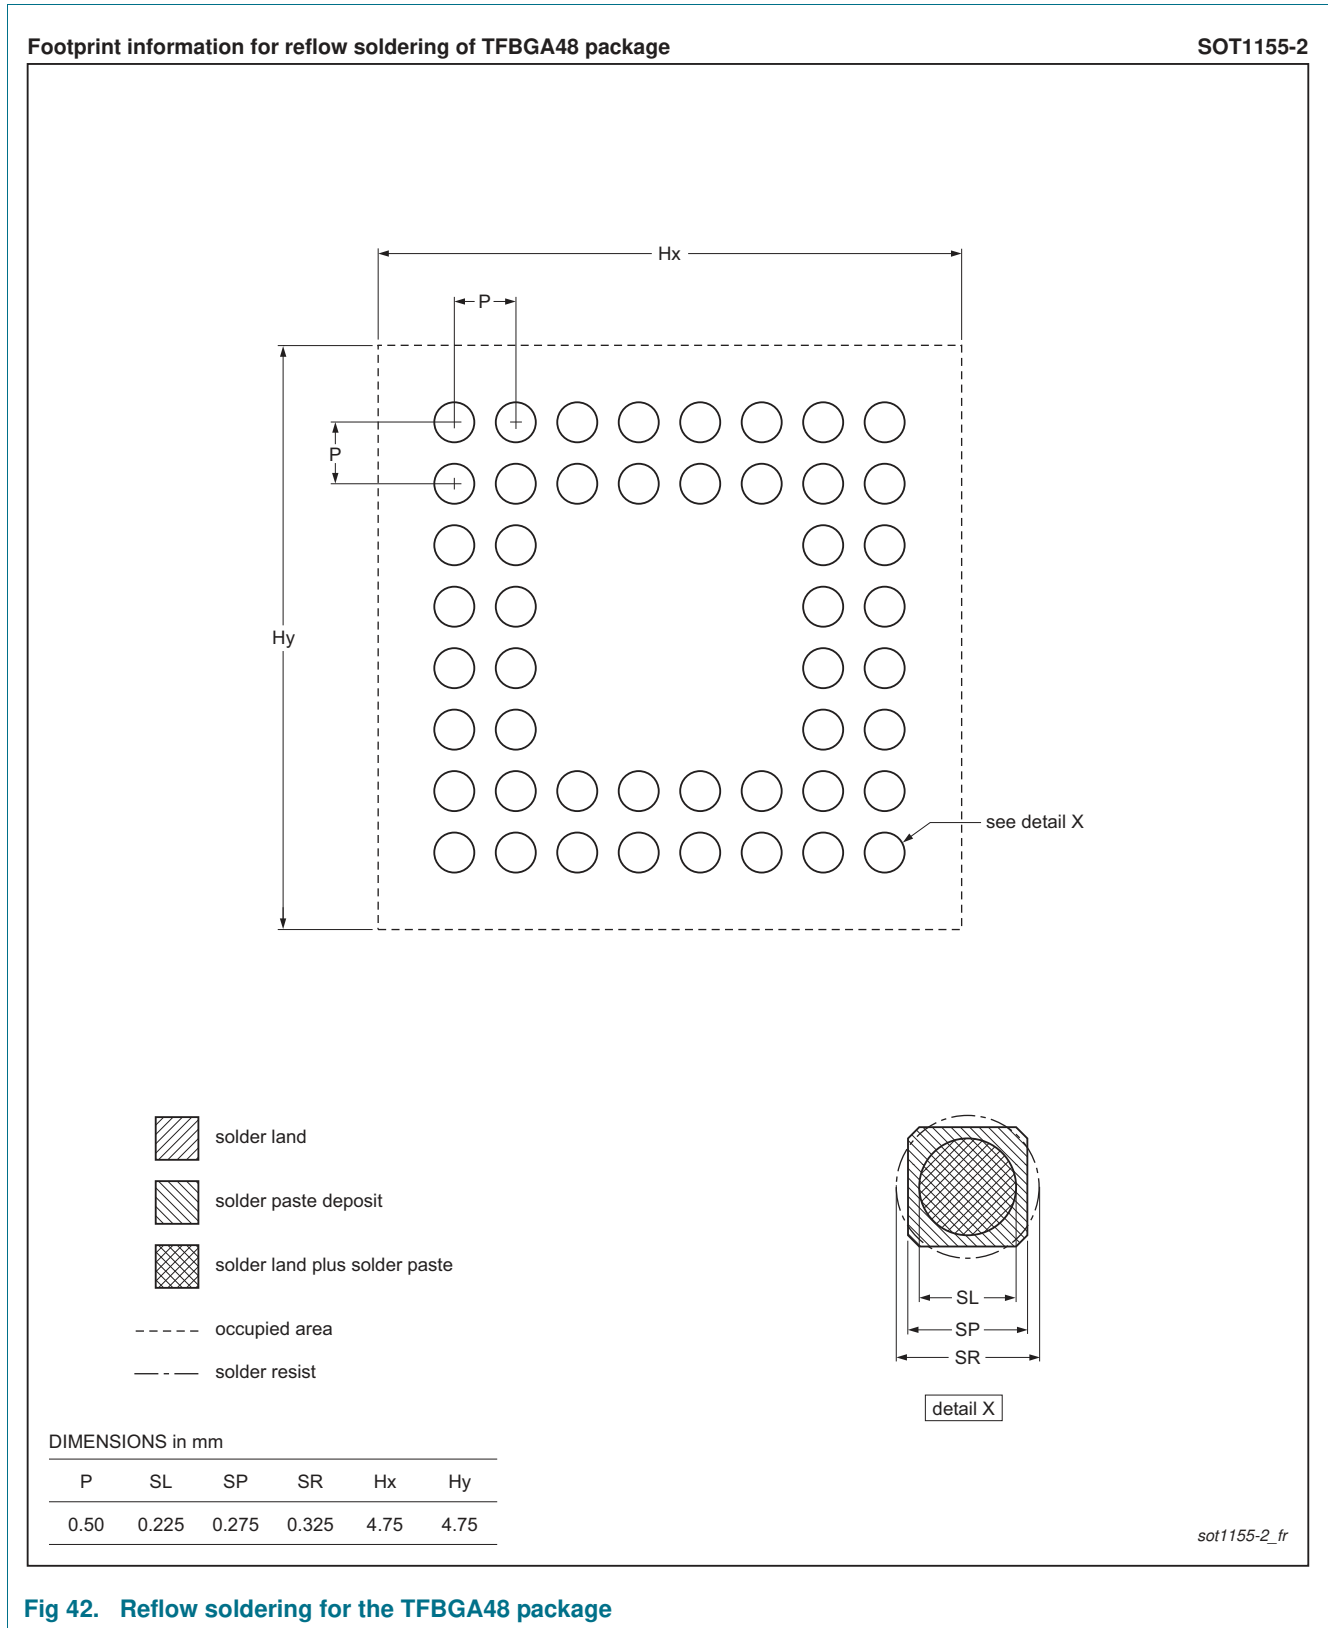 Footprint information for reflow soldering of TFBGA48 package SOT1155-2
Hx
P
P
Hy
see detail X
solder land
solder paste deposit
solder land plus solder paste
occupied area
solder resist
SL
SP
SR
detail X
DIMENSIONS in mm
P SL SP SR Hx Hy
0.50 0.225 0.275 0.325 4.75 4.75
sot1155-2_fr
Fig 42. Reflow soldering for the TFBGA48 package